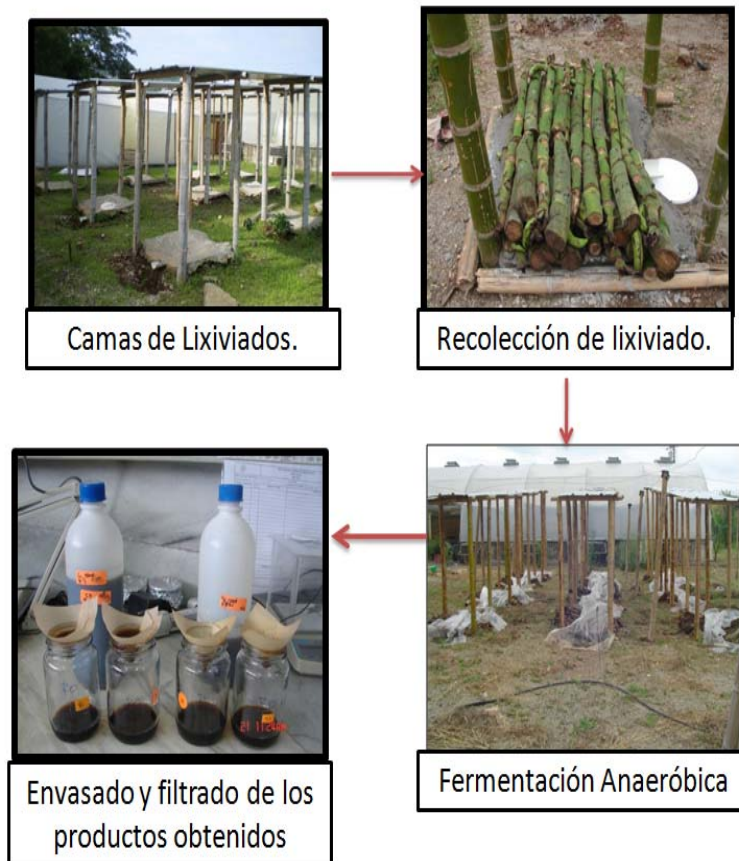 Camas de Lixiviados.
Recolección de lixiviado.
Fermentación Anaeróbica
Envasado y filtrado de los
productos obtenidos